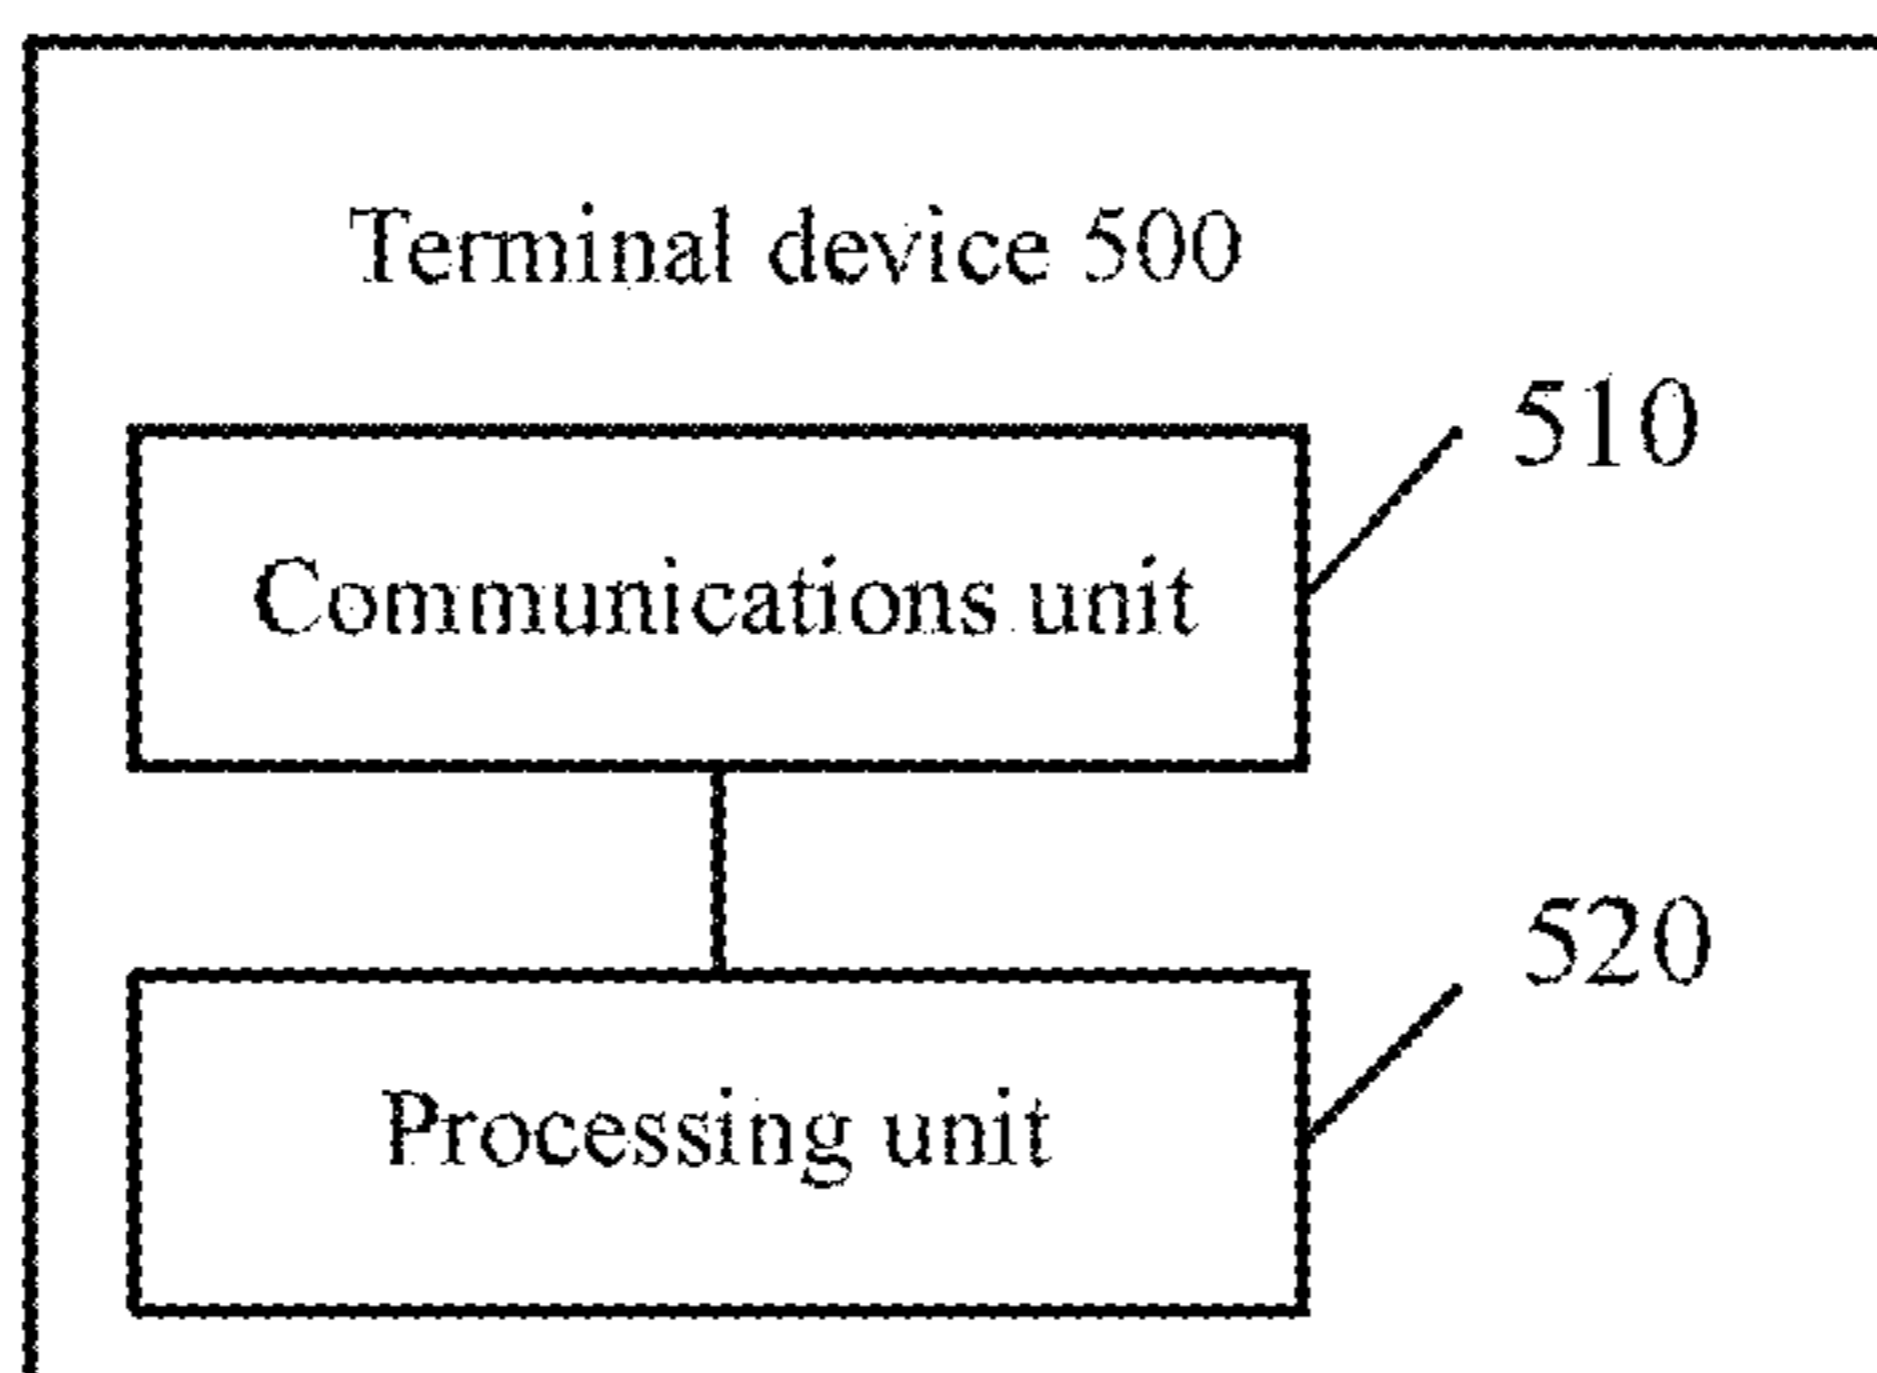 Terminal device 500
510
Communications unit
520
Processing unit